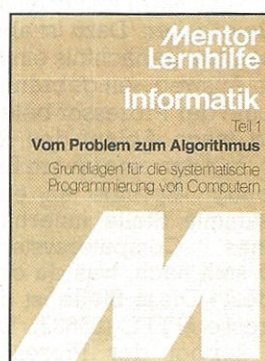 Mentor
Lernhilfe
Informatik
Teil 1
Vom Problem zum Algorithmus
Grundlagen für die systematische
Programmierung von Computern
M